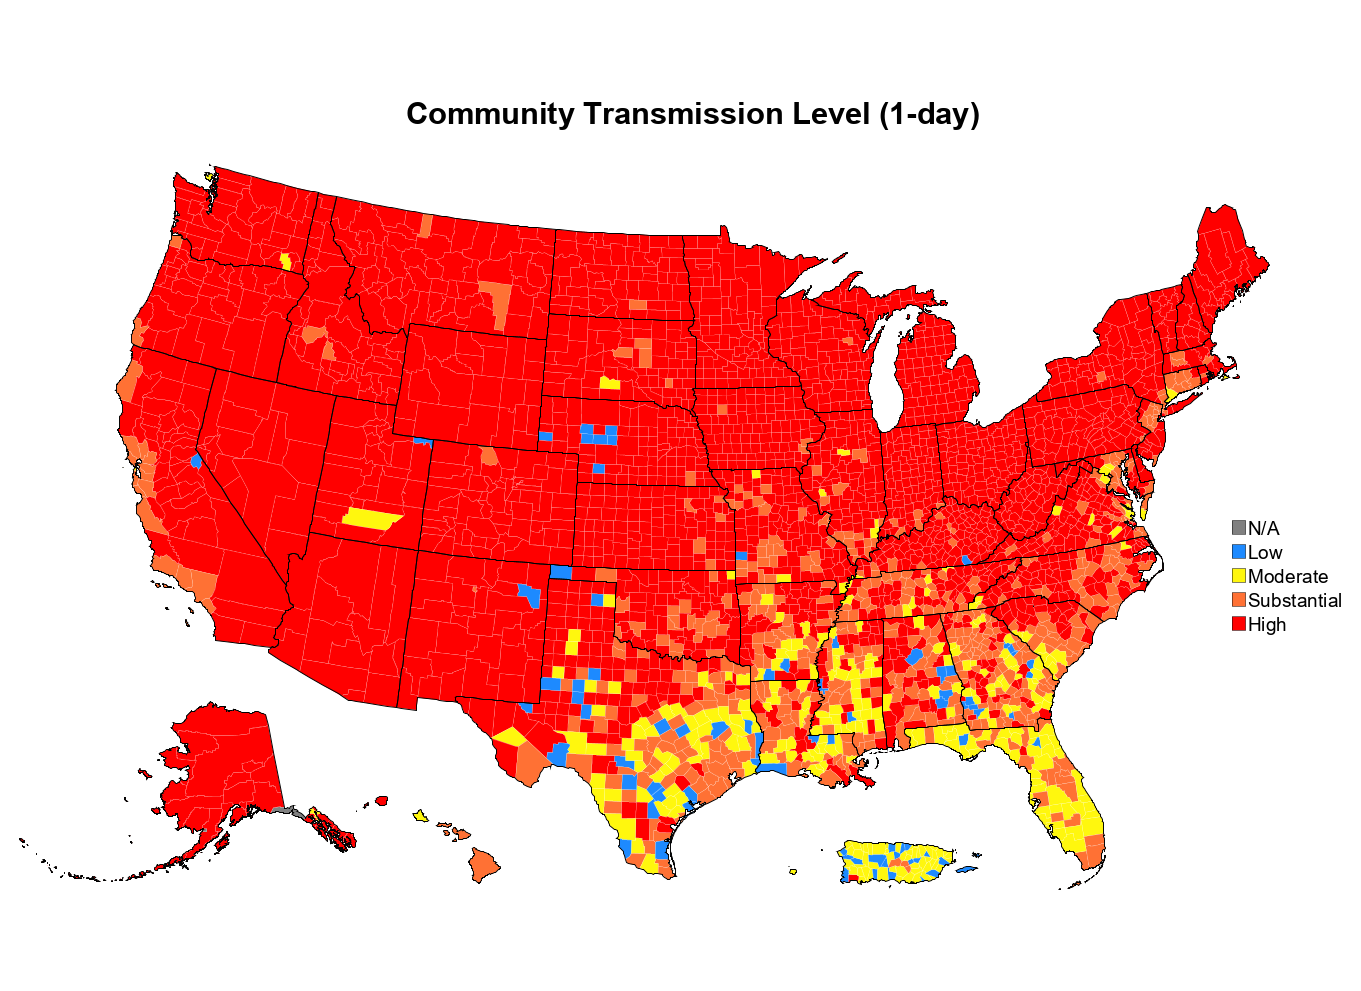 Community Transmission Level (1-day)
N/A
Low
Moderate
Substantial
High